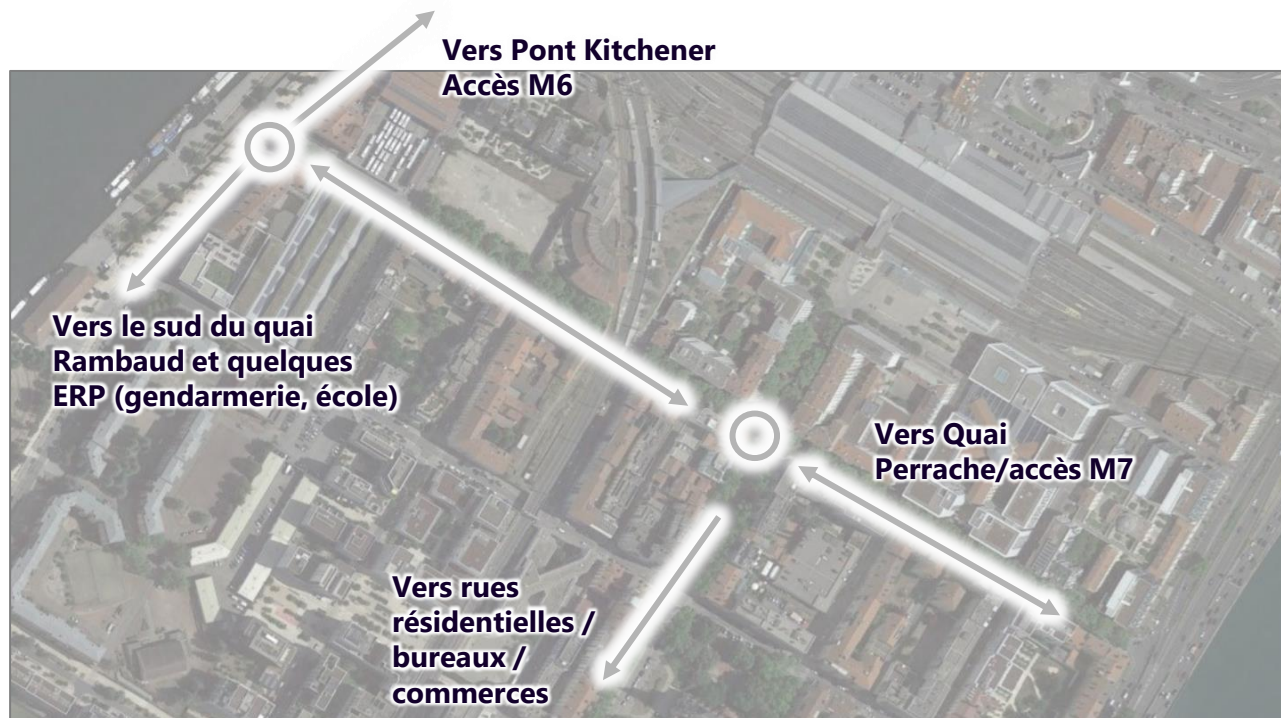 Vers Pont Kitchener
Accès M6
Vers le sud du quai
Rambaud et quelques
ERP (gendarmerie, école)
Vers Quai
Perrache/accès M7
Vers rues
résidentielles /
bureaux /
commerces